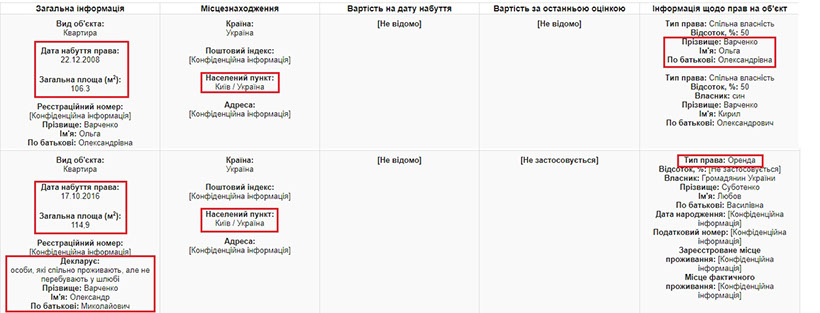 Загальна інформація
Місцезнаходження
Вартість на дату набуття
Вартість за останньою оцінкою
Інформація щодо прав на об'єкт
Вид об'єкта:
Квартира
Дата набуття права:
22.12.2008
Загальна площа (м²):
106.3
Реєстраційний номер:
[Конфіденційна інформація]
Прізвище: Варченко
Ім'я: Ольга
По батькові: Олександрівна
Країна:
Україна
Поштовий індекс:
[Конфіденційна інформація]
Населений пункт:
Київ / Україна
Адреса:
[Конфіденційна інформація]
[Не відомо]
[Не відомо]
Тип права: Спільна власність
Відсоток, %: 50
Прізвище: Варченко
Ім'я: Ольга
По батькові: Олександрівна
Тип права: Спільна власність
Відсоток, %: 50
Власник: син
Прізвище: Варченко
Ім'я: Кирил
По батькові: Олександрович
Вид об'єкта:
Квартира
Дата набуття права:
17.10.2016
Загальна площа (м²):
114,9
Реєстраційний номер:
[Конфіденційна інформація]
Декларує:
особи, які спільно проживають, але не
перебувають у шлюбі
Прізвище: Варченко
Ім'я: Олександр
По батькові: Миколайович
Країна:
Україна
Поштовий індекс:
[Конфіденційна інформація]
Населений пункт:
Київ / Україна
Адреса:
[Конфіденційна інформація]
[Не відомо]
[Не застосовується]
Тип права: Оренда
Відсоток, %: [Не застосовується]
Власник: Громадянин України
Прізвище: Суботенко
Ім'я: Любов
По батькові: Василівна
Дата народження: [Конфіденційна
інформація]
Податковий номер: [Конфіденційна
інформація]
Зареєстроване місце
проживання: [Конфіденційна
інформація]
Місце фактичного
проживання: [Конфіденційна
інформація]